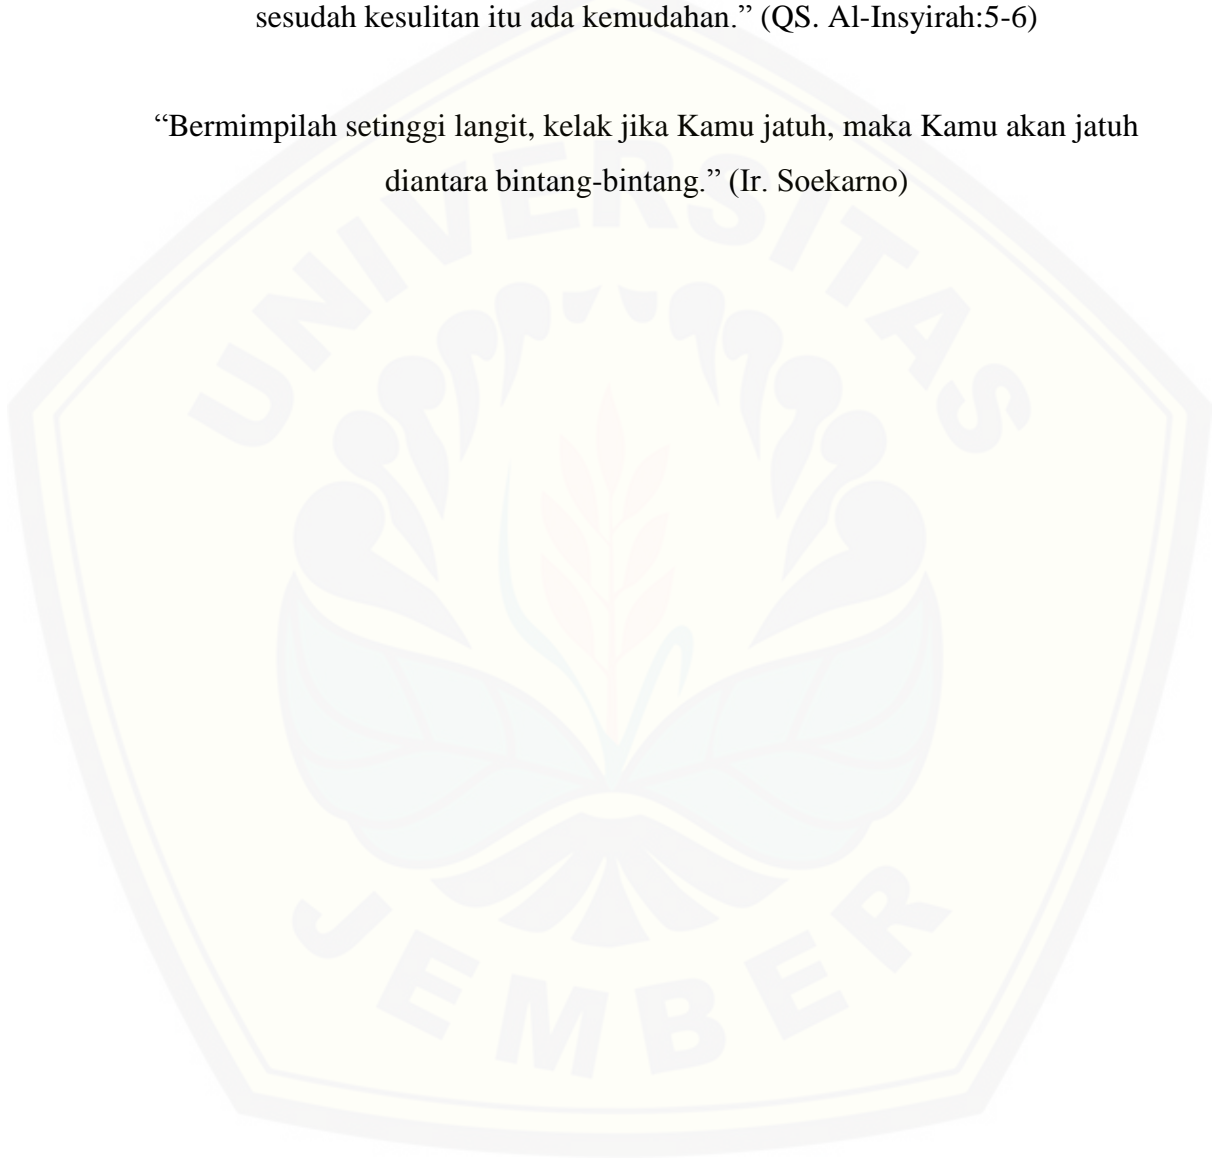 sesudah kesulitan itu ada kemudahan.” (QS. Al-Insyirah:5-6)
“Bermimpilah setinggi langit, kelak jika Kamu jatuh, maka Kamu akan jatuh
diantara bintang-bintang.” (Ir. Soekarno)
UNIVERSITAS
JEMBER